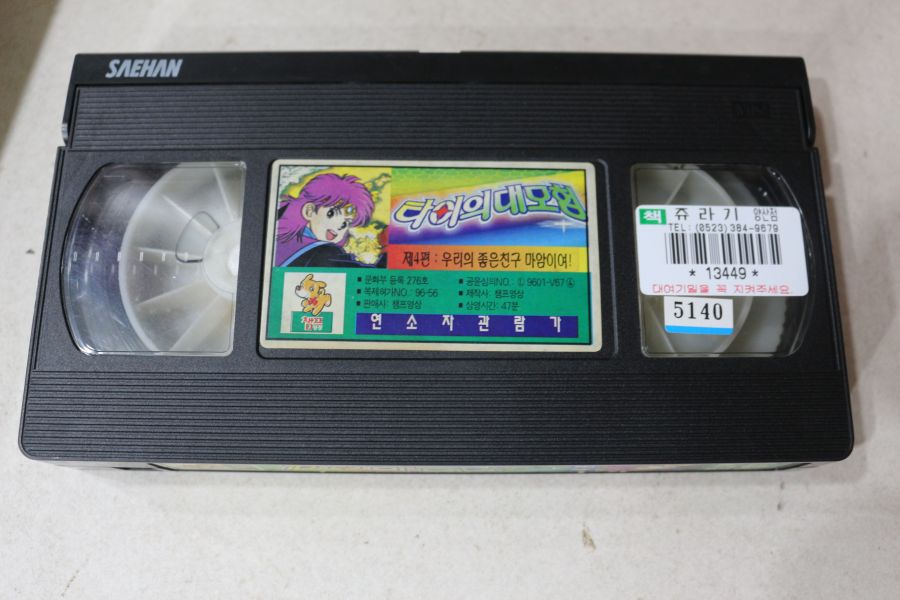 SAEHAN
타이의대모험
제4편 : 우리의 좋은친구 마암이여!
■ 문화부 등록 276호
■ 공윤심의NO.: Ⓛ 9601-V67 ④
■ 복제허가NO.: 96-56
■ 제작사: 챔프영상
■ 판매사: 챔프영상
■ 상영시간: 47분
연소자관람가
책 쥬라기 양산점
TEL: (0523) 384-9679
* 13449 *
대여기일을 꼭 지켜주세요.
5140